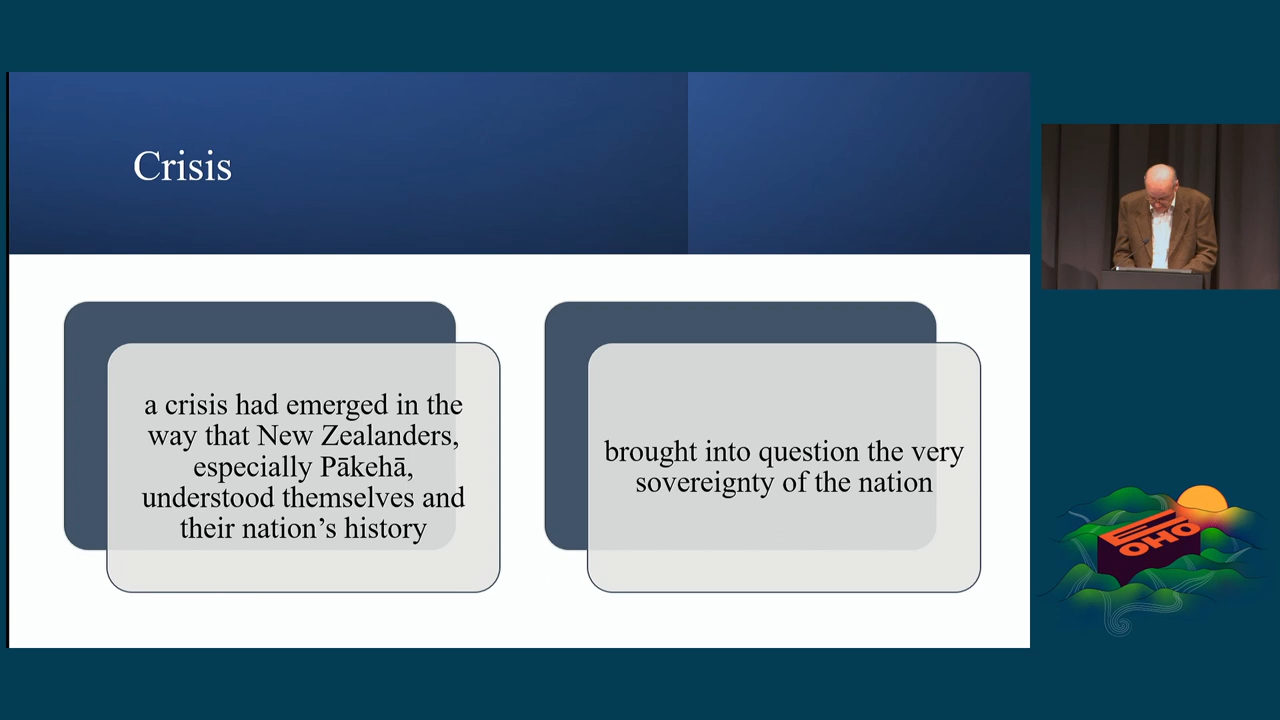 Crisis
a crisis had emerged in the
way that New Zealanders,
especially Pākehā,
understood themselves and
their nation’s history
brought into question the very
sovereignty of the nation
E
OHO